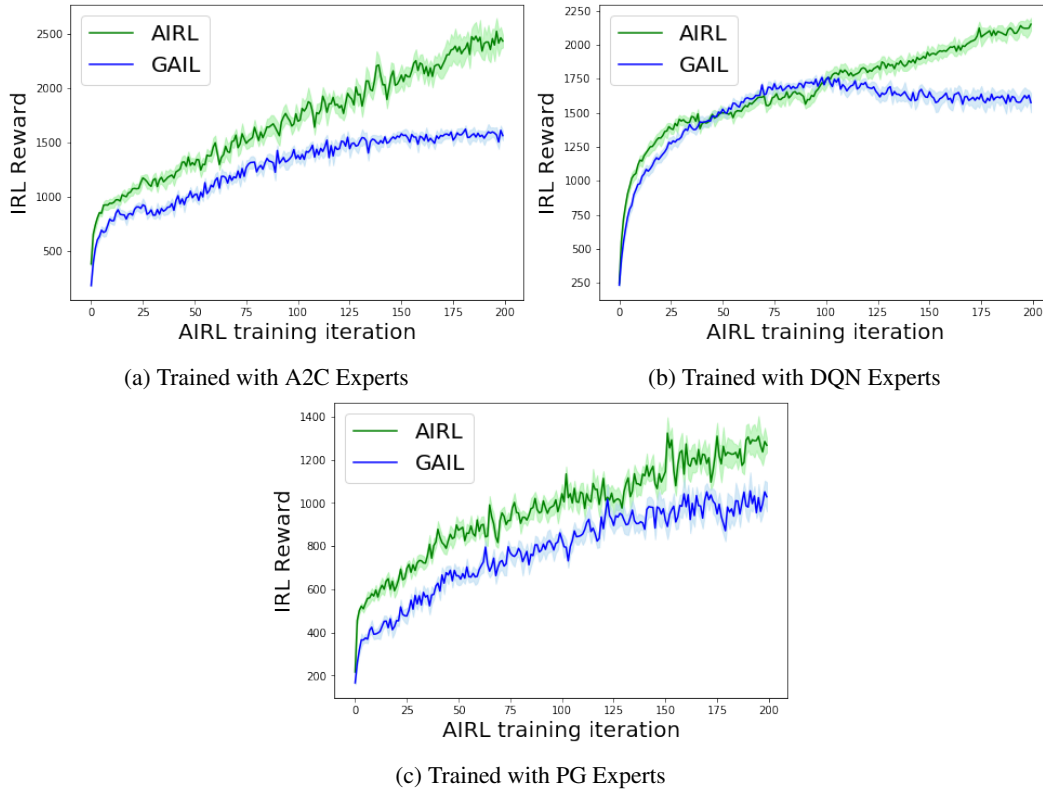 AIRL
GAIL
IRL Reward
2500
2000
1500
1000
500
0 25 50 75 100 125 150 175 200
AIRL training iteration
(a) Trained with A2C Experts
AIRL
GAIL
IRL Reward
2250
2000
1750
1500
1250
1000
750
500
250
0 25 50 75 100 125 150 175 200
AIRL training iteration
(b) Trained with DQN Experts
AIRL
GAIL
IRL Reward
1400
1200
1000
800
600
400
200
0 25 50 75 100 125 150 175 200
AIRL training iteration
(c) Trained with PG Experts